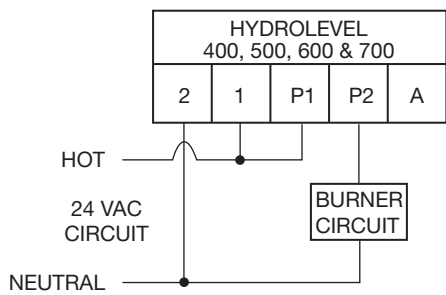 HYDROLEVEL
400, 500, 600 & 700
2 1 P1 P2 A
HOT
24 VAC
CIRCUIT
BURNER
CIRCUIT
NEUTRAL